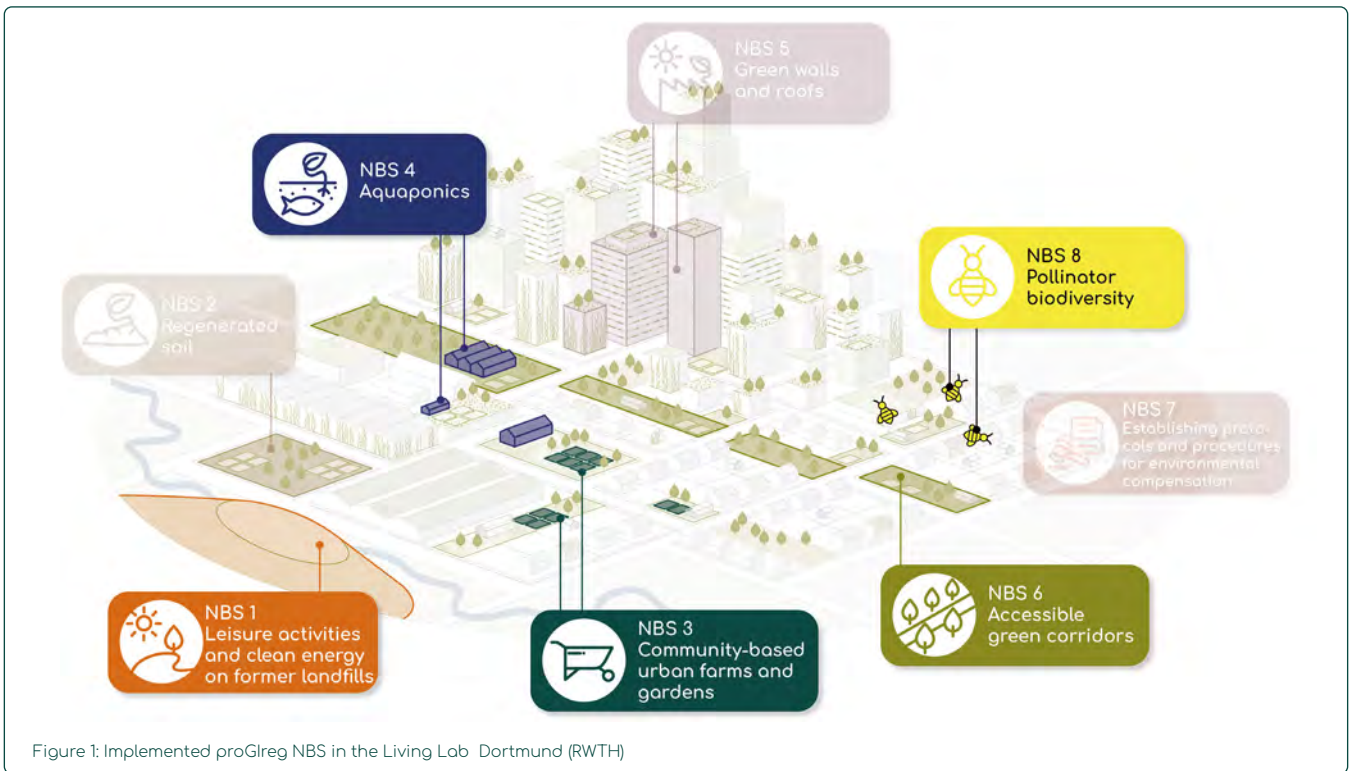 NBS 5
Green walls
and roofs
NBS 4
Aquaponics
NBS 8
Pollinator
biodiversity
NBS 2
Regenerated
soil
NBS 7
Establishing proto-
cols and procedures
for environmental
compensation
NBS 1
Leisure activities
and clean energy
on former landfills
NBS 3
Community-based
urban farms and
gardens
NBS 6
Accessible
green corridors
Figure 1: Implemented proGIreg NBS in the Living Lab Dortmund (RWTH)